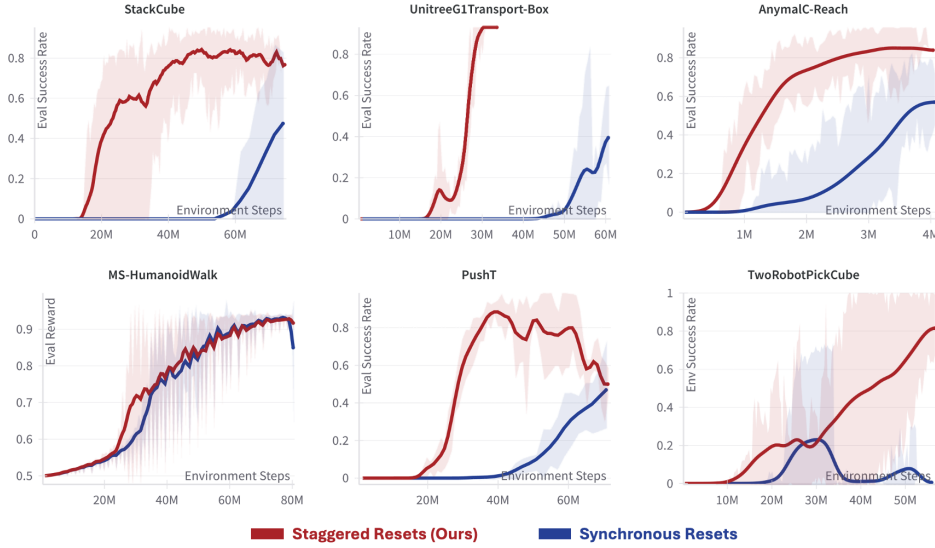 StackCube
Eval Success Rate
0.8
0.6
0.4
0.2
0
Environment Steps
0
20M
40M
60M
UnitreeG1Transport-Box
Eval Success Rate
0.8
0.6
0.4
0.2
0
Enviroment Steps
10M
20M
30M
40M
50M
60M
AnymalC-Reach
Eval Success Rate
0.8
0.6
0.4
0.2
0
Environment Steps
1M
2M
3M
4M
MS-HumanoidWalk
Eval Reward
0.9
0.8
0.7
0.6
0.5
Environment Steps
20M
40M
60M
80M
PushT
Eval Success Rate
0.8
0.6
0.4
0.2
0
Environment Steps
20M
40M
60M
TwoRobotPickCube
Env Success Rate
1
0.8
0.6
0.4
0.2
0
Environment Steps
10M
20M
30M
40M
50M
Staggered Resets (Ours)
Synchronous Resets